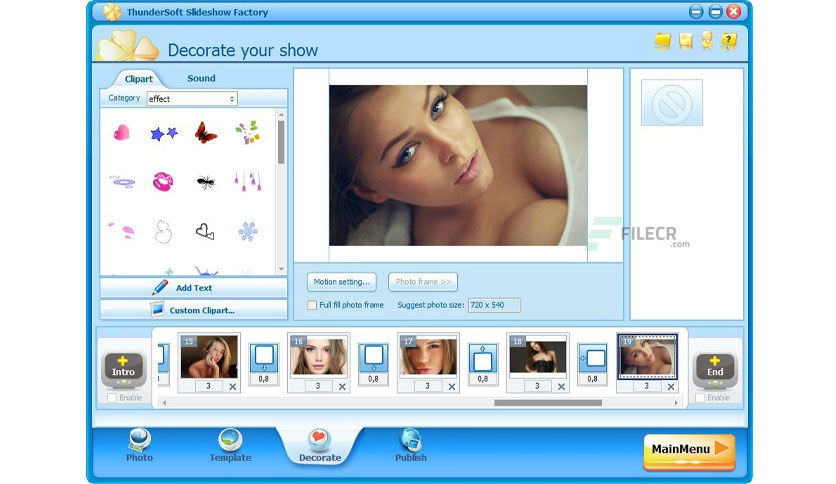 ThunderSoft Slideshow Factory
Decorate your show
Clipart
Sound
Category
effect
Add Text
Custom Clipart...
Motion setting...
Photo frame >>
Full fill photo frame
Suggest photo size:
720 x 540
FILECR
.com
Intro
Enable
15
3
0,8
16
3
0,8
17
3
0,8
18
3
0,8
19
3
End
Enable
Photo
Template
Decorate
Publish
MainMenu